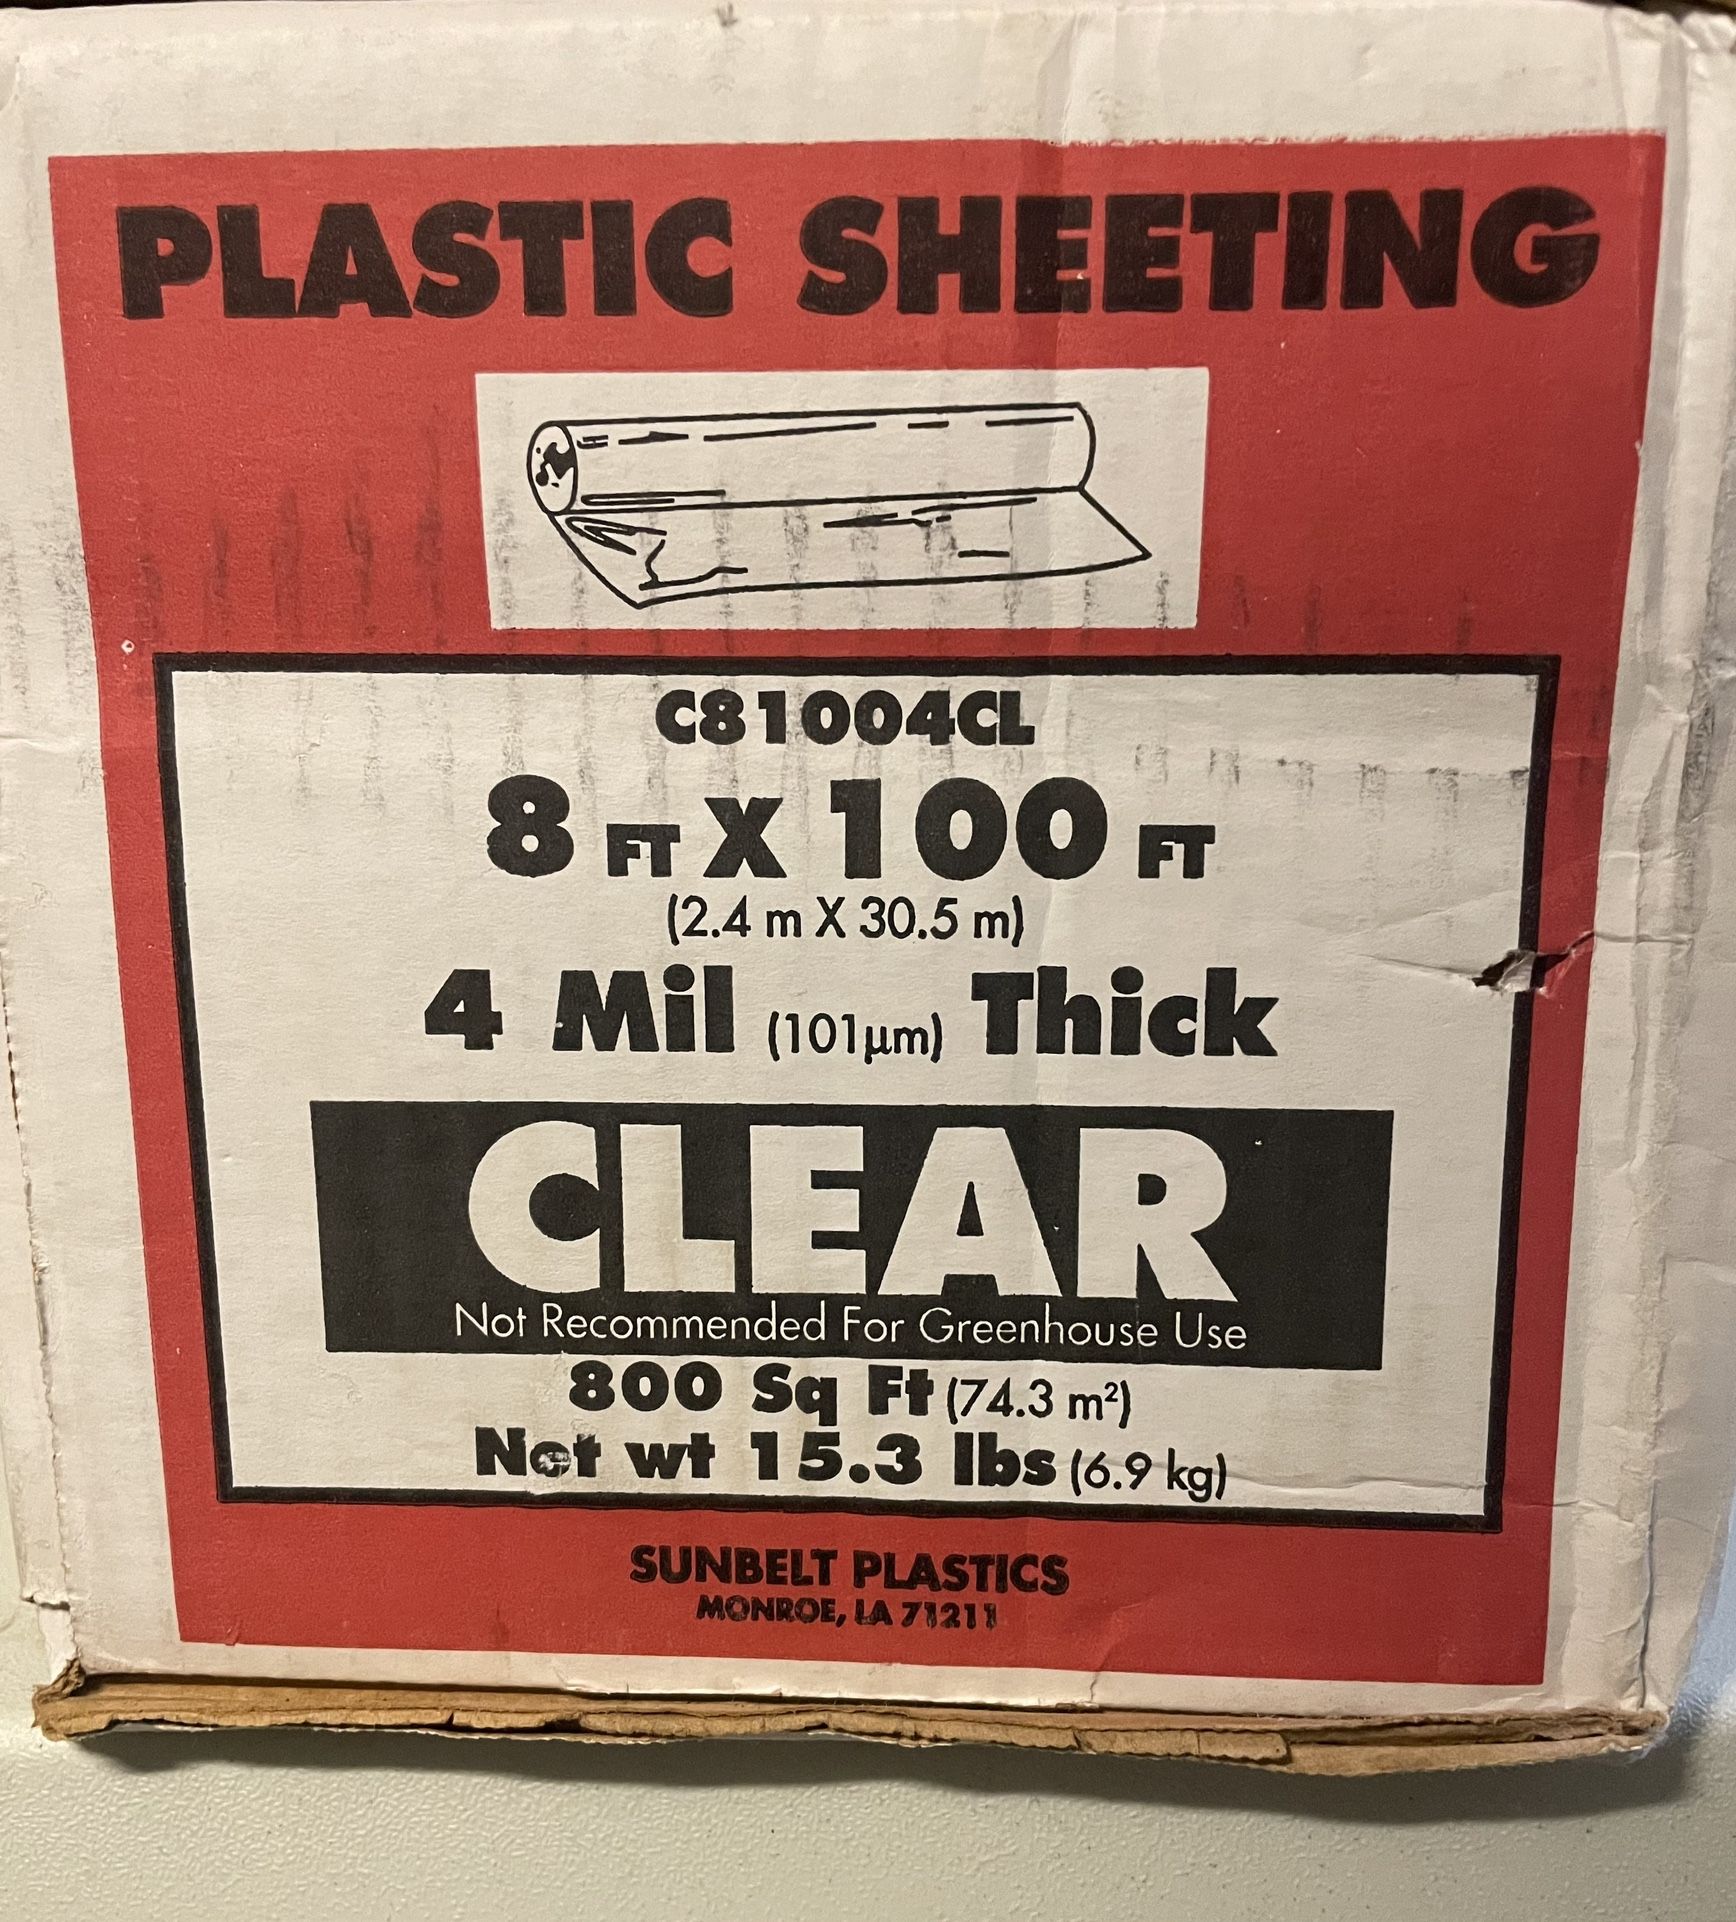 PLASTIC SHEETING
C81004CL
8 FT X 100 FT
(2.4 m X 30.5 m)
4 Mil (101µm) Thick
CLEAR
Not Recommended For Greenhouse Use
800 Sq Ft (74.3 m²)
Net wt 15.3 lbs (6.9 kg)
SUNBELT PLASTICS
MONROE, LA 71211